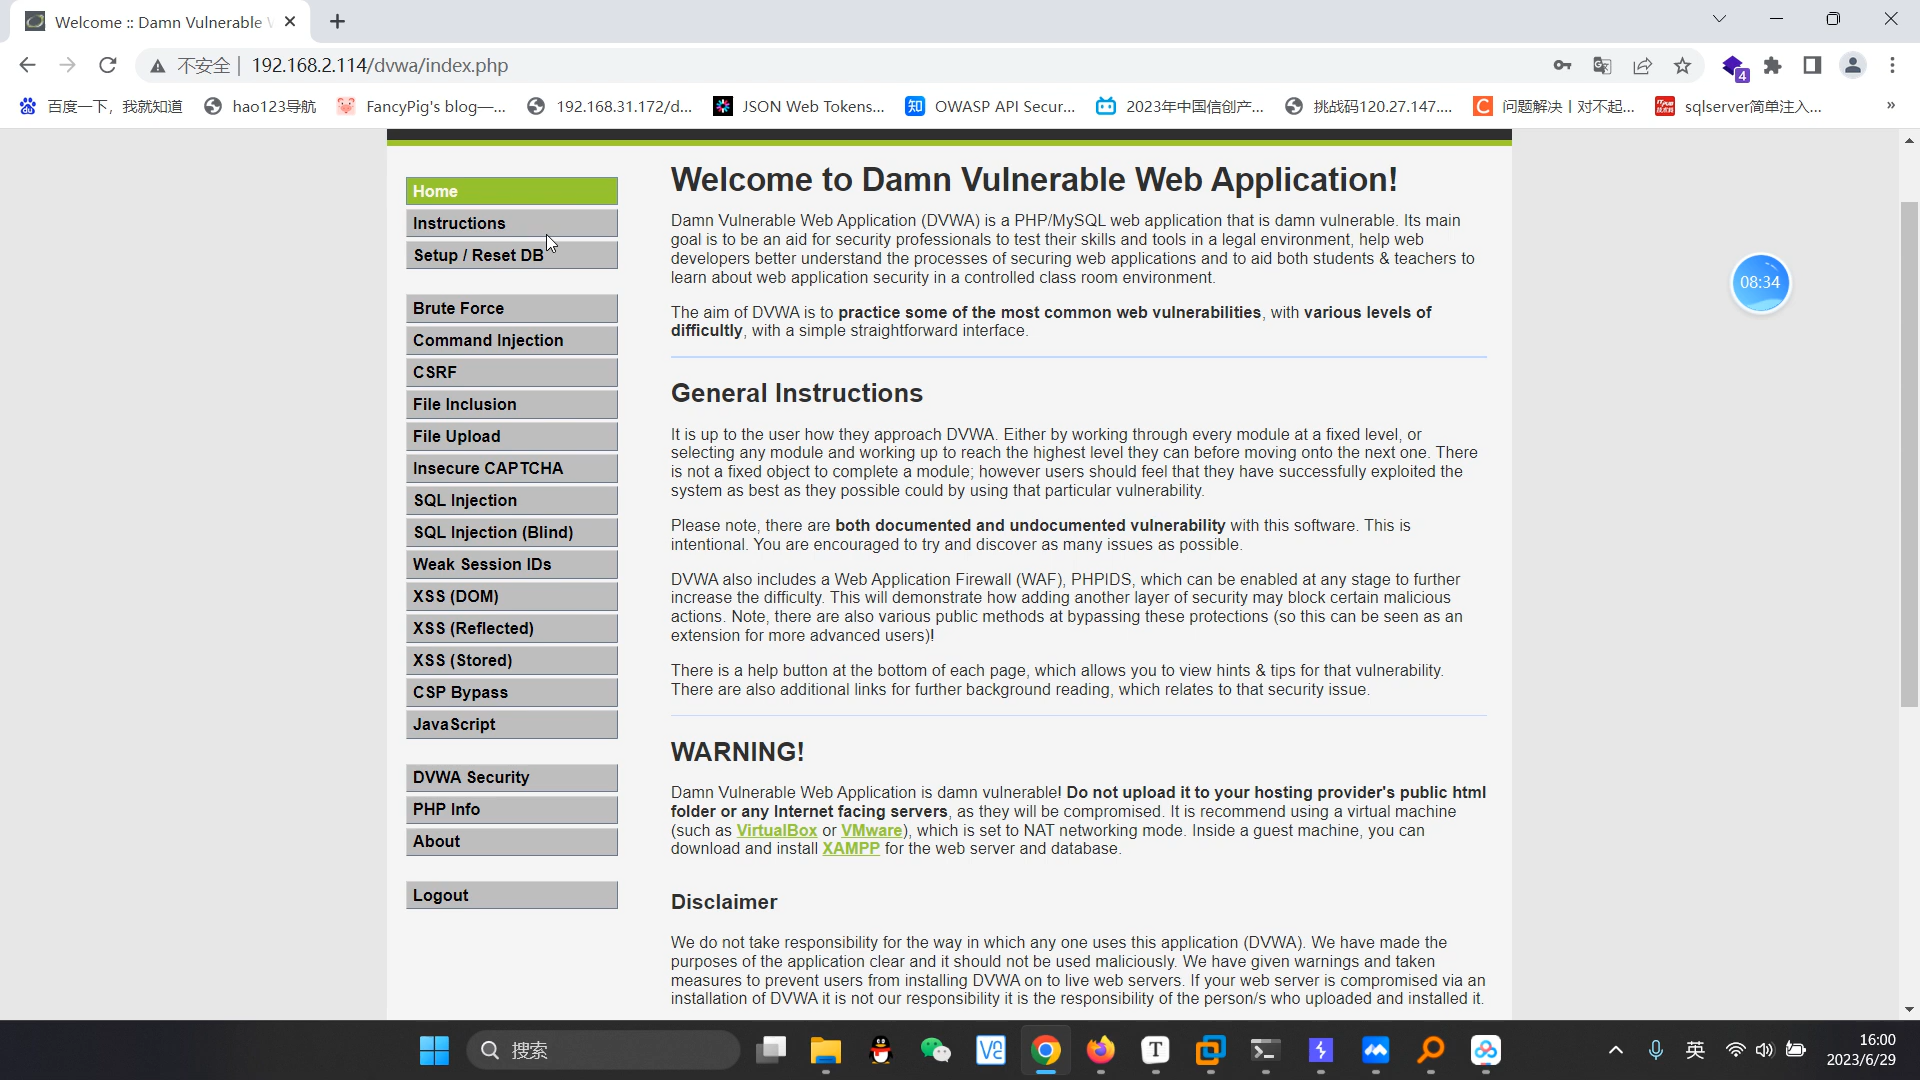 Welcome :: Damn Vulnerable
不安全 192.168.2.114/dvwa/index.php
4
百度一下，我就知道 hao123导航 FancyPig's blog—... 192.168.31.172/d... JSON Web Tokens... 知 OWASP API Secur... 2023年中国信创产... 挑战码120.27.147.... C 问题解决丨对不起... sqlserver简单注入... »
Home
Instructions
Setup / Reset DB
Brute Force
Command Injection
CSRF
File Inclusion
File Upload
Insecure CAPTCHA
SQL Injection
SQL Injection (Blind)
Weak Session IDs
XSS (DOM)
XSS (Reflected)
XSS (Stored)
CSP Bypass
JavaScript
DVWA Security
PHP Info
About
Logout
Welcome to Damn Vulnerable Web Application!
Damn Vulnerable Web Application (DVWA) is a PHP/MySQL web application that is damn vulnerable. Its main
goal is to be an aid for security professionals to test their skills and tools in a legal environment, help web
developers better understand the processes of securing web applications and to aid both students & teachers to
learn about web application security in a controlled class room environment.
The aim of DVWA is to practice some of the most common web vulnerabilities, with various levels of
difficultly, with a simple straightforward interface.
General Instructions
It is up to the user how they approach DVWA. Either by working through every module at a fixed level, or
selecting any module and working up to reach the highest level they can before moving onto the next one. There
is not a fixed object to complete a module; however users should feel that they have successfully exploited the
system as best as they possible could by using that particular vulnerability.
Please note, there are both documented and undocumented vulnerability with this software. This is
intentional. You are encouraged to try and discover as many issues as possible.
DVWA also includes a Web Application Firewall (WAF), PHPIDS, which can be enabled at any stage to further
increase the difficulty. This will demonstrate how adding another layer of security may block certain malicious
actions. Note, there are also various public methods at bypassing these protections (so this can be seen as an
extension for more advanced users)!
There is a help button at the bottom of each page, which allows you to view hints & tips for that vulnerability.
There are also additional links for further background reading, which relates to that security issue.
WARNING!
Damn Vulnerable Web Application is damn vulnerable! Do not upload it to your hosting provider's public html
folder or any Internet facing servers, as they will be compromised. It is recommend using a virtual machine
(such as VirtualBox or VMware), which is set to NAT networking mode. Inside a guest machine, you can
download and install XAMPP for the web server and database.
Disclaimer
We do not take responsibility for the way in which any one uses this application (DVWA). We have made the
purposes of the application clear and it should not be used maliciously. We have given warnings and taken
measures to prevent users from installing DVWA on to live web servers. If your web server is compromised via an
installation of DVWA it is not our responsibility it is the responsibility of the person/s who uploaded and installed it.
08:34
搜索
T
英
16:00
2023/6/29